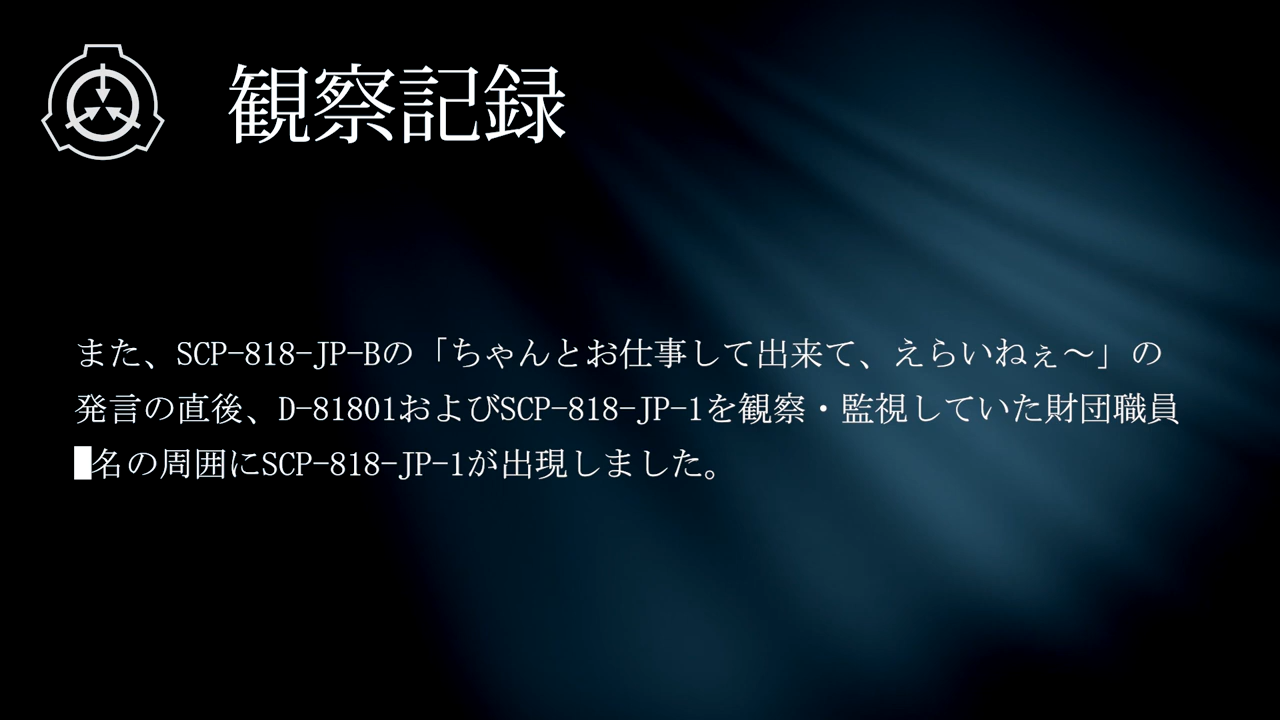 観察記録
また、SCP-818-JP-Bの「ちゃんとお仕事して出来て、えらいねぇ～」の
発言の直後、D-81801およびSCP-818-JP-1を観察・監視していた財団職員
█名の周囲にSCP-818-JP-1が出現しました。